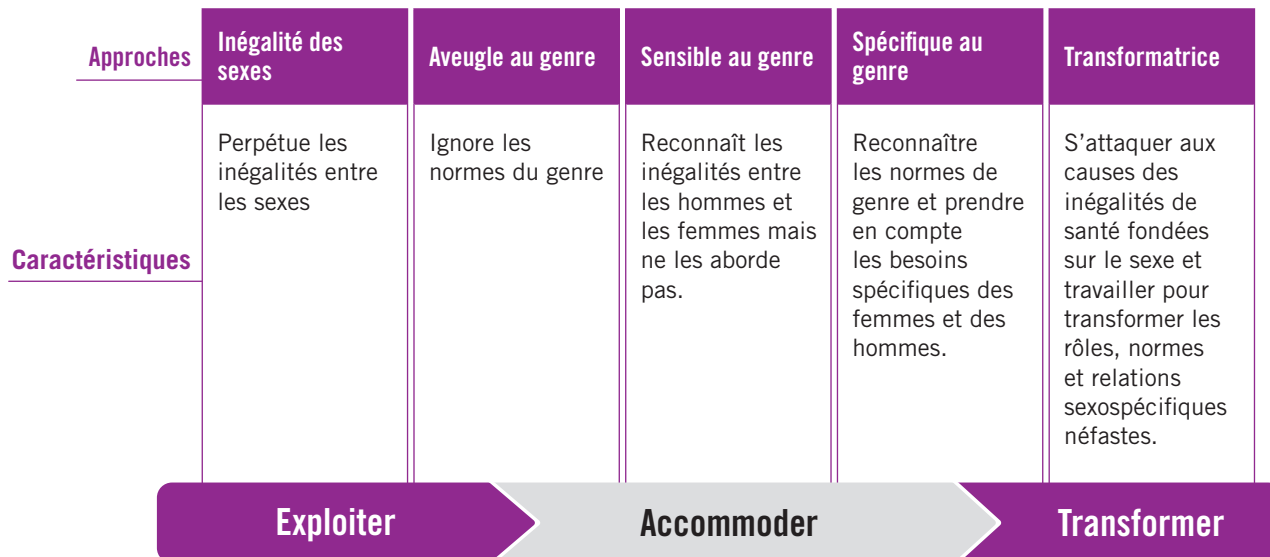 Approches
Inégalité des
sexes
Aveugle au genre
Sensible au genre
Spécifique au
genre
Transformatrice
Caractéristiques
Perpétue les
inégalités entre
les sexes
Ignore les
normes du genre
Reconnaît les
inégalités entre
les hommes et
les femmes mais
ne les aborde
pas.
Reconnaître
les normes de
genre et prendre
en compte
les besoins
spécifiques des
femmes et des
hommes.
S’attaquer aux
causes des
inégalités de
santé fondées
sur le sexe et
travailler pour
transformer les
rôles, normes
et relations
sexospécifiques
néfastes.
Exploiter
Accommoder
Transformer